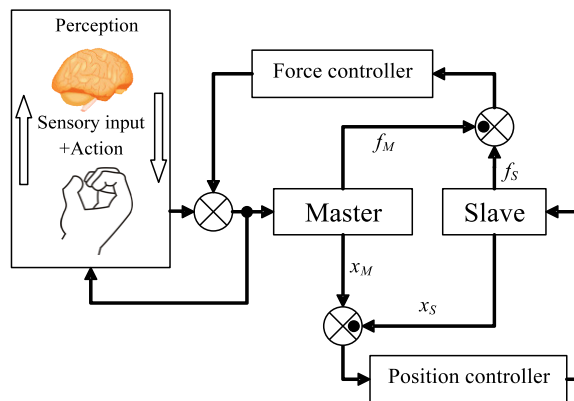 Perception
Sensory input
+Action
Force controller
f_M
f_S
Master
Slave
x_M
x_S
Position controller